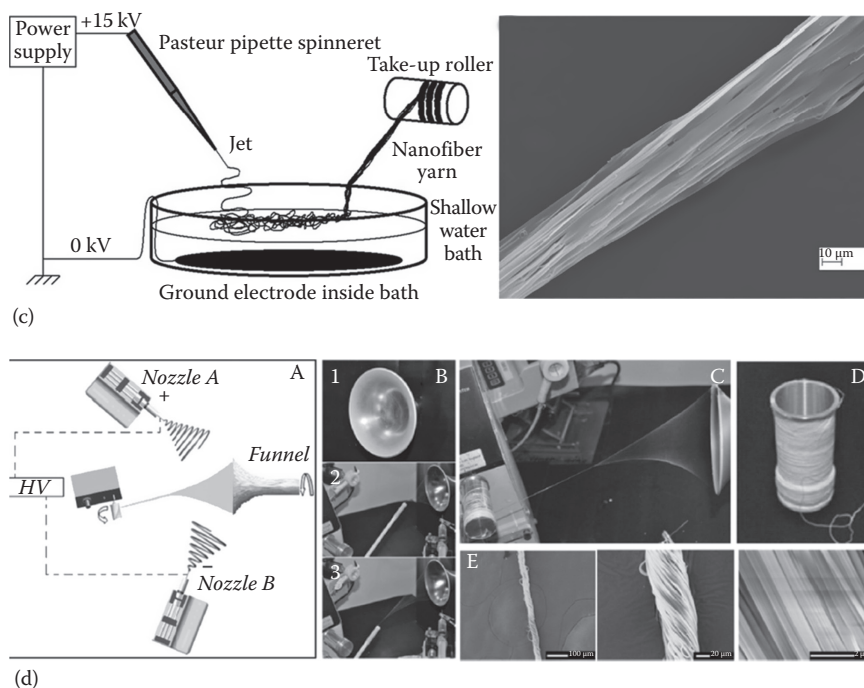 Power
supply
+15 kV
Pasteur pipette spinneret
Take-up roller
Jet
Nanofiber
yarn
Shallow
water
bath
0 kV
Ground electrode inside bath
10 µm
(c)
A
Nozzle A
+
Funnel
HV
−
Nozzle B
1
B
2
3
C
D
E
100 µm
20 µm
2 µ
(d)